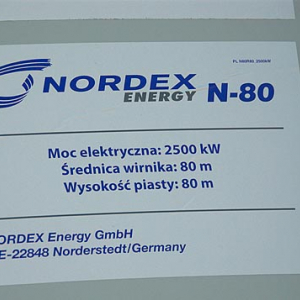 NORDEX
ENERGY N-80
Moc elektryczna: 2500 kW
Średnica wirnika: 80 m
Wysokość piasty: 80 m
ORDEX Energy GmbH
E-22848 Norderstedt/Germany